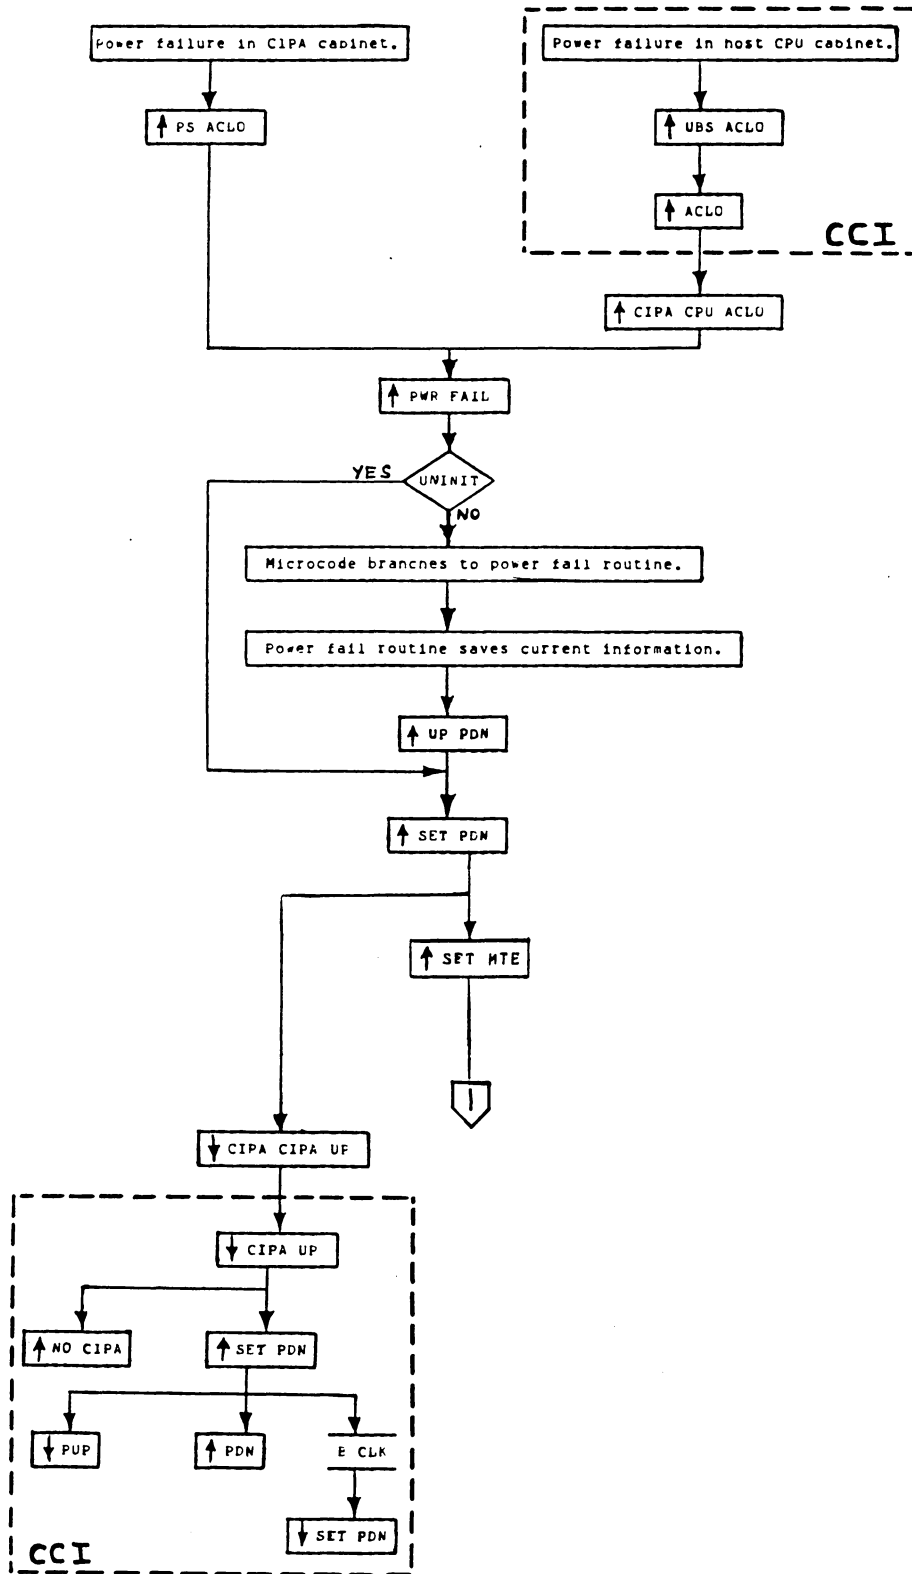 Power failure in CIPA cabinet.
Power failure in host CPU cabinet.
↑ PS ACLO
↑ UBS ACLO
↑ ACLO
CCI
↑ CIPA CPU ACLO
↑ PWR FAIL
YES
UNINIT
NO
Microcode branches to power fail routine.
Power fail routine saves current information.
↑ UP PDN
↑ SET PDN
↑ SET MTE
1
↓ CIPA CIPA UP
↓ CIPA UP
↑ NO CIPA
↑ SET PDN
↓ PUP
↑ PDN
B CLK
↓ SET PDN
CCI